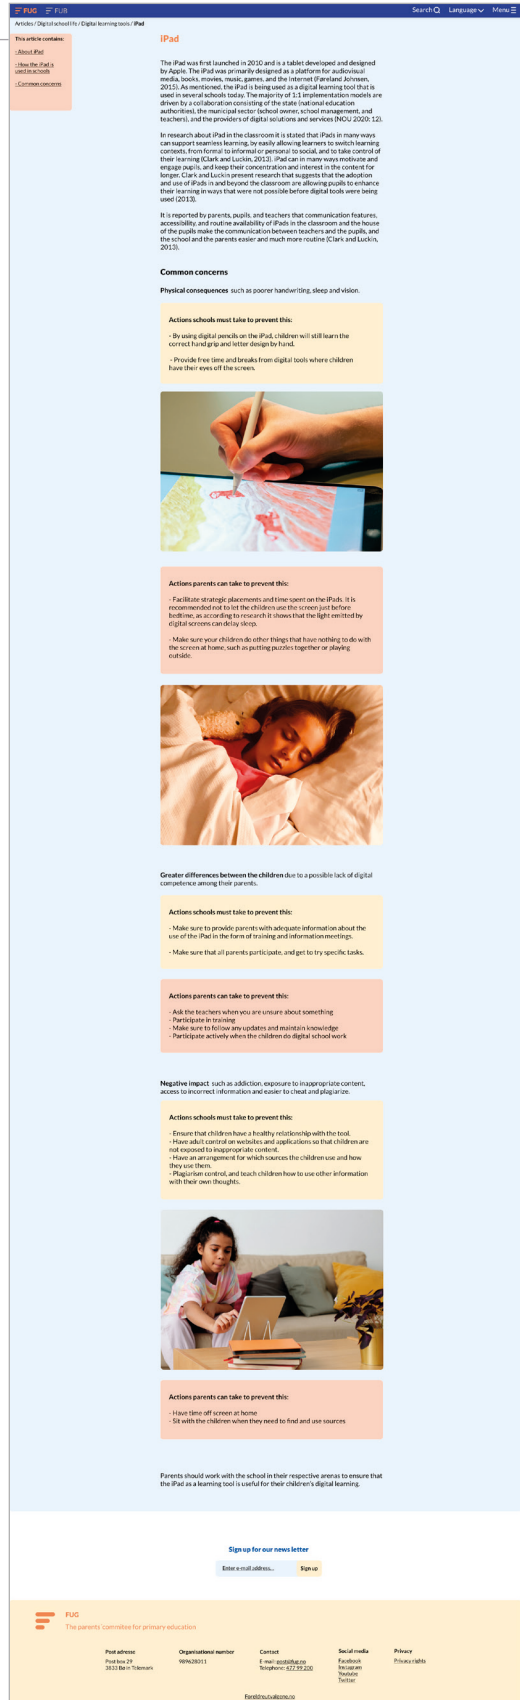 FUG FUB Search Language Menu
Articles / Digital school life / Digital learning tools / iPad
This article contains:
- About iPad
- How the iPad is
used in schools
- Common concerns
iPad
The iPad was first launched in 2010 and is a tablet developed and designed
by Apple. The iPad was primarily designed as a platform for audiovisual
media, books, movies, music, games, and the Internet (Føreland Johnsen,
2015). As mentioned, the iPad is being used as a digital learning tool that is
used in several schools today. The majority of 1:1 implementation models are
driven by a collaboration consisting of the state (national education
authorities), the municipal sector (school owner, school management, and
teachers), and the providers of digital solutions and services (NOU 2020: 12).
In research about iPad in the classroom it is stated that iPads in many ways
can support seamless learning, by easily allowing learners to switch learning
contexts, from formal to informal or personal to social, and to take control of
their learning (Clark and Luckin, 2013). iPad can in many ways motivate and
engage pupils, and keep their concentration and interest in the content for
longer. Clark and Luckin present research that suggests that the adoption
and use of iPads in and beyond the classroom are allowing pupils to enhance
their learning in ways that were not possible before digital tools were being
used (2013).
It is reported by parents, pupils, and teachers that communication features,
accessibility, and routine availability of iPads in the classroom and the house
of the pupils make the communication between teachers and the pupils, and
the school and the parents easier and much more routine (Clark and Luckin,
2013).
Common concerns
Physical consequences such as poorer handwriting, sleep and vision.
Actions schools must take to prevent this:
- By using digital pencils on the iPad, children will still learn the
correct hand grip and letter design by hand.
- Provide free time and breaks from digital tools where children
have their eyes off the screen.
Actions parents can take to prevent this:
- Facilitate strategic placements and time spent on the iPads. It is
recommended not to let the children use the screen just before
bedtime, as according to research it shows that the light emitted by
digital screens can delay sleep.
- Make sure your children do other things that have nothing to do with
the screen at home, such as putting puzzles together or playing
outside.
Greater differences between the children due to a possible lack of digital
competence among their parents.
Actions schools must take to prevent this:
- Make sure to provide parents with adequate information about the
use of the iPad in the form of training and information meetings.
- Make sure that all parents participate, and get to try specific tasks.
Actions parents can take to prevent this:
- Ask the teachers when you are unsure about something
- Participate in training
- Make sure to follow any updates and maintain knowledge
- Participate actively when the children do digital school work
Negative impact such as addiction, exposure to inappropriate content,
access to incorrect information and easier to cheat and plagiarize.
Actions schools must take to prevent this:
- Ensure that children have a healthy relationship with the tool.
- Have adult control on websites and applications so that children are
not exposed to inappropriate content.
- Have an arrangement for which sources the children use and how
they use them.
- Plagiarism control, and teach children how to use other information
with their own thoughts.
Actions parents can take to prevent this:
- Have time off screen at home
- Sit with the children when they need to find and use sources
Parents should work with the school in their respective arenas to ensure that
the iPad as a learning tool is useful for their children's digital learning.
Sign up for our news letter
Enter e-mail address... Sign up
FUG
The parents' commitee for primary education
Post adresse
Post box 29
3833 Bø in Telemark
Organisational number
989628011
Contact
E-mail: post@fug.no
Telephone: 477 99 200
Social media
Facebook
Instagram
Youtube
Twitter
Privacy
Privacy rights
Foreldreutvalgene.no